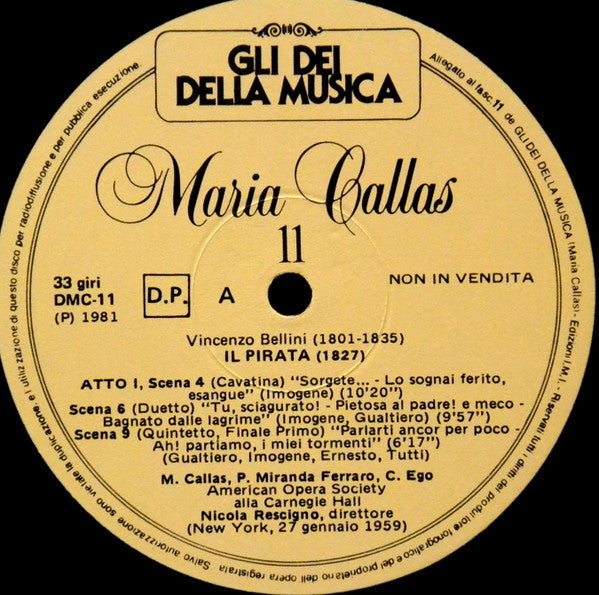 GLI DEI
DELLA MUSICA
Maria Callas
11
33 giri
DMC-11
(P) 1981
D.P.
A
NON IN VENDITA
Vincenzo Bellini (1801-1835)
IL PIRATA (1827)
ATTO I, Scena 4 (Cavatina) “Sorgete... - Lo sognai ferito,
esangue” (Imogene) (10'20”)
Scena 6 (Duetto) “Tu, sciagurato! - Pietosa al padre! e meco -
Bagnato dalle lagrime” (Imogene, Gualtiero) (9'57”)
Scena 9 (Quintetto, Finale Primo) “Parlarti ancor per poco -
Ah! partiamo, i miei tormenti” (6'17”)
(Gualtiero, Imogene, Ernesto, Tutti)
M. Callas, P. Miranda Ferraro, C. Ego
American Opera Society
alla Carnegie Hall
Nicola Rescigno, direttore
(New York, 27 gennaio 1959)
Allegato al fasc. 11 de GLI DEI DELLA MUSICA (Maria Callas) - Edizioni I.M.I. - Riservati tutti i diritti del produttore fonografico e del proprietario dell opera registrata. Salvo autorizzazione sono vietate la duplicazione, e l'utilizzazione di questo disco per radiodiffusione e per pubblica esecuzione.